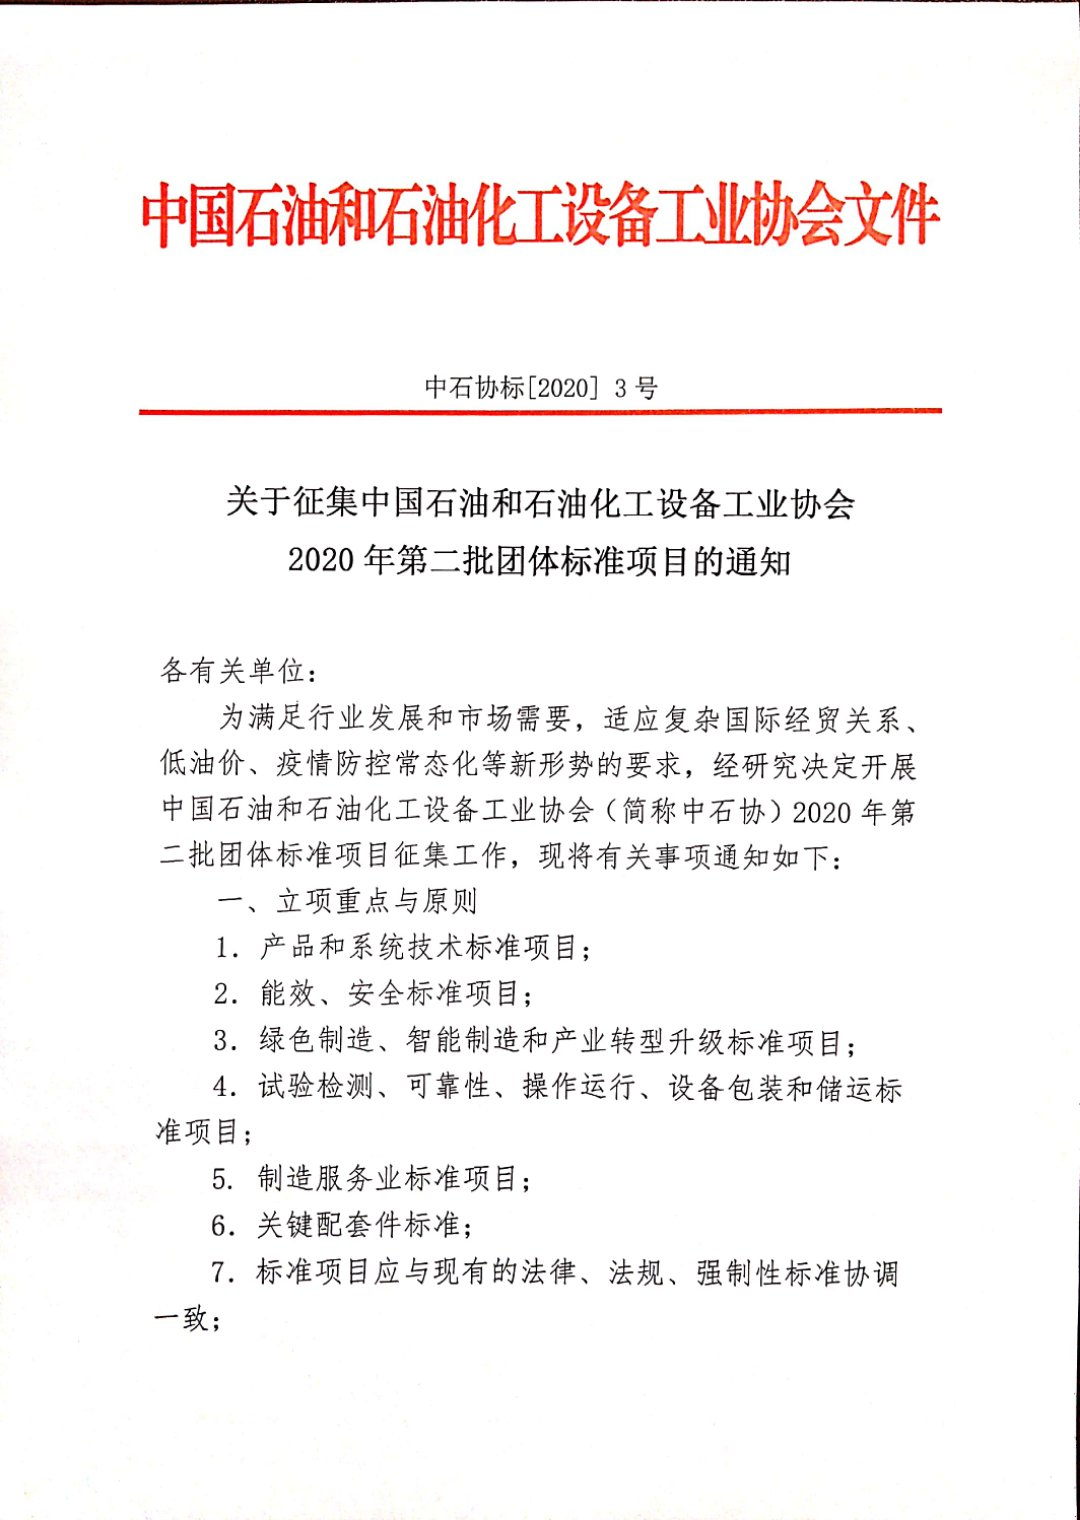 中国石油和石油化工设备工业协会文件
中石协标[2020] 3 号
关于征集中国石油和石油化工设备工业协会
2020 年第二批团体标准项目的通知
各有关单位：
为满足行业发展和市场需要，适应复杂国际经贸关系、
低油价、疫情防控常态化等新形势的要求，经研究决定开展
中国石油和石油化工设备工业协会（简称中石协）2020 年第
二批团体标准项目征集工作，现将有关事项通知如下：
一、立项重点与原则
1. 产品和系统技术标准项目；
2. 能效、安全标准项目；
3. 绿色制造、智能制造和产业转型升级标准项目；
4. 试验检测、可靠性、操作运行、设备包装和储运标
准项目；
5. 制造服务业标准项目；
6. 关键配套件标准；
7. 标准项目应与现有的法律、法规、强制性标准协调
一致；